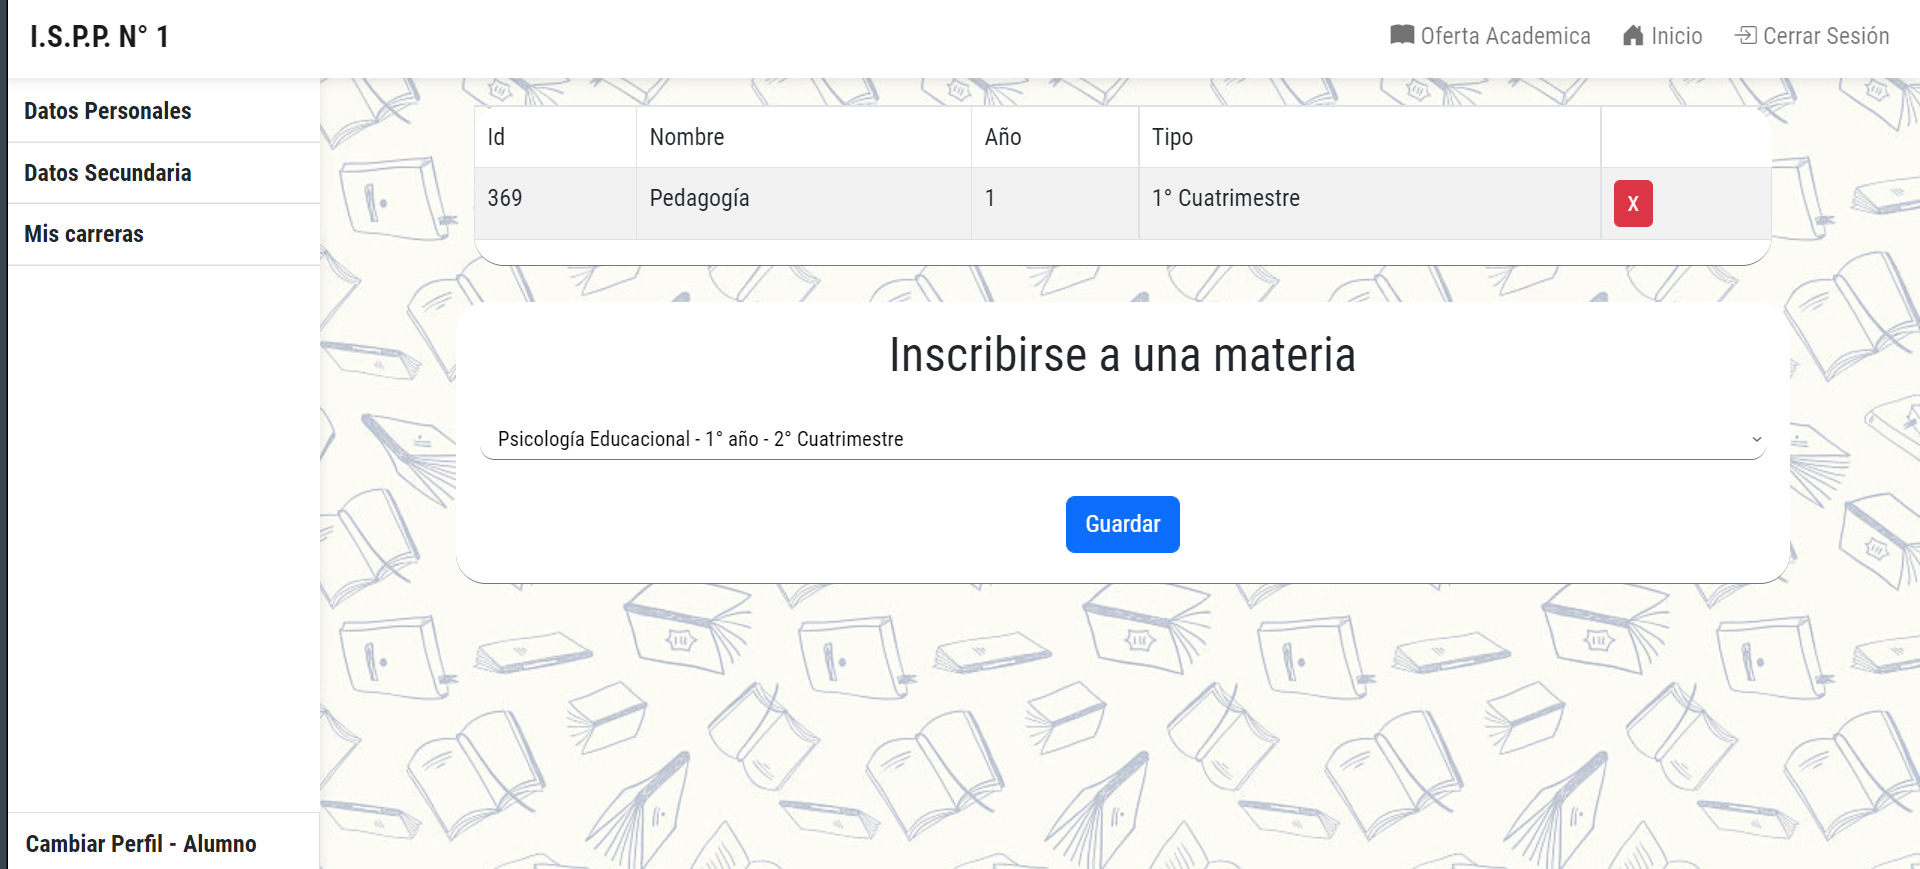 I.S.P.P. N° 1
Oferta Academica
Inicio
Cerrar Sesión
Datos Personales
Datos Secundaria
Mis carreras
Id Nombre Año Tipo
369 Pedagogía 1 1° Cuatrimestre X
Inscribirse a una materia
Psicología Educacional - 1° año - 2° Cuatrimestre
Guardar
Cambiar Perfil - Alumno